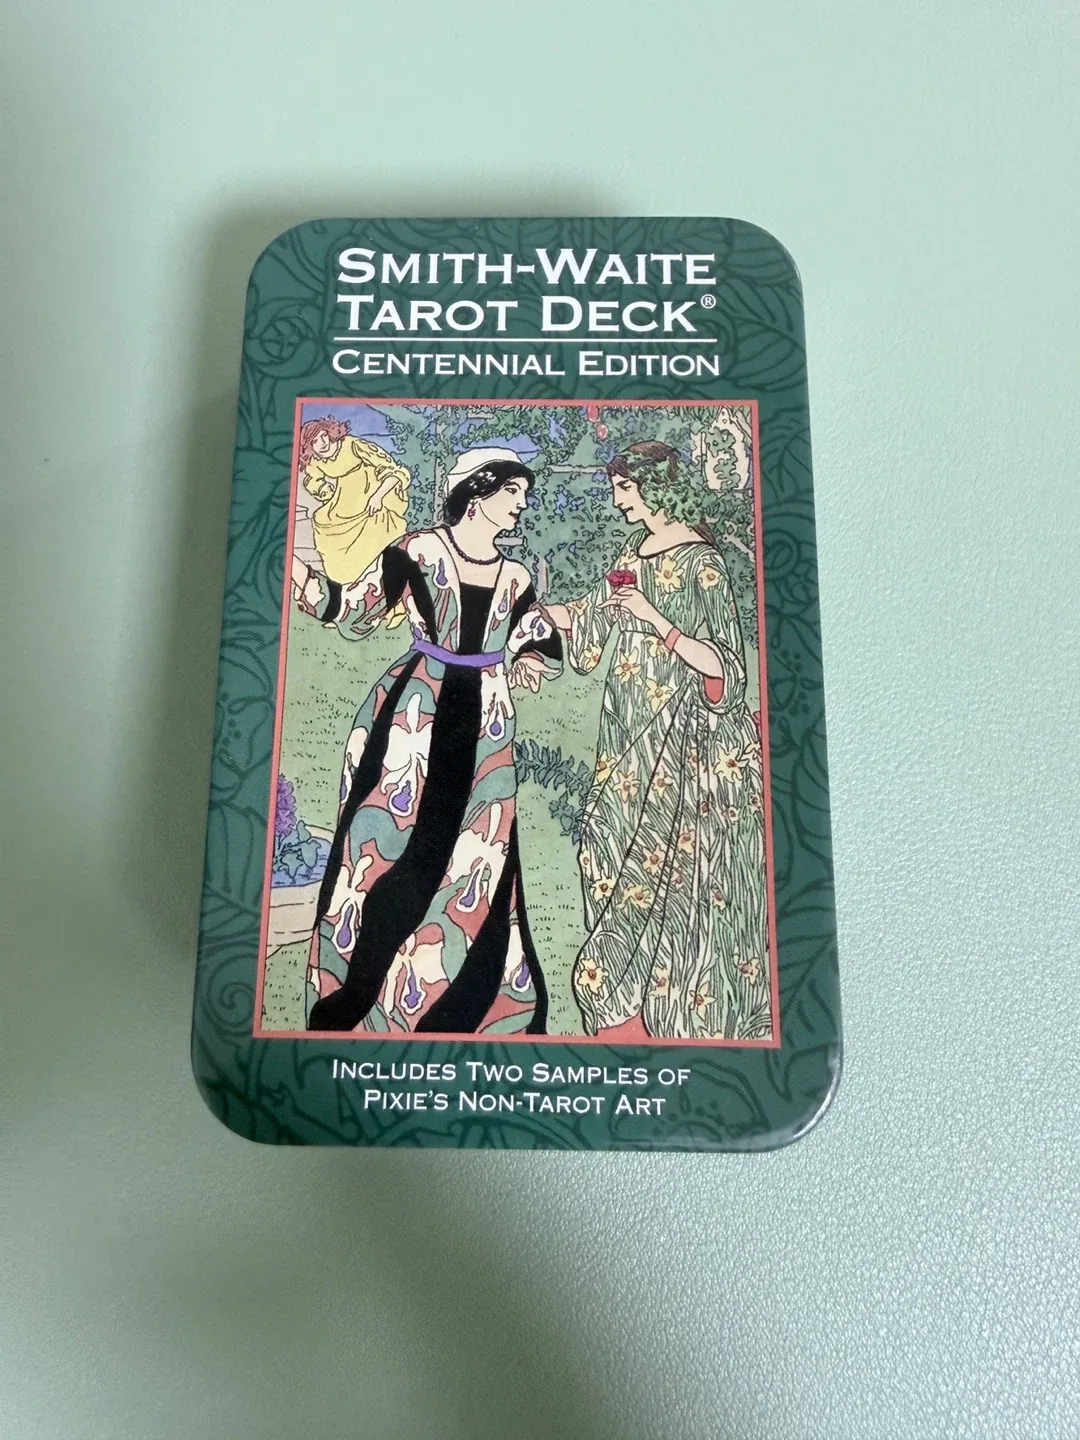 SMITH-WAITE
TAROT DECK®
CENTENNIAL EDITION
INCLUDES TWO SAMPLES OF
PIXIE'S NON-TAROT ART